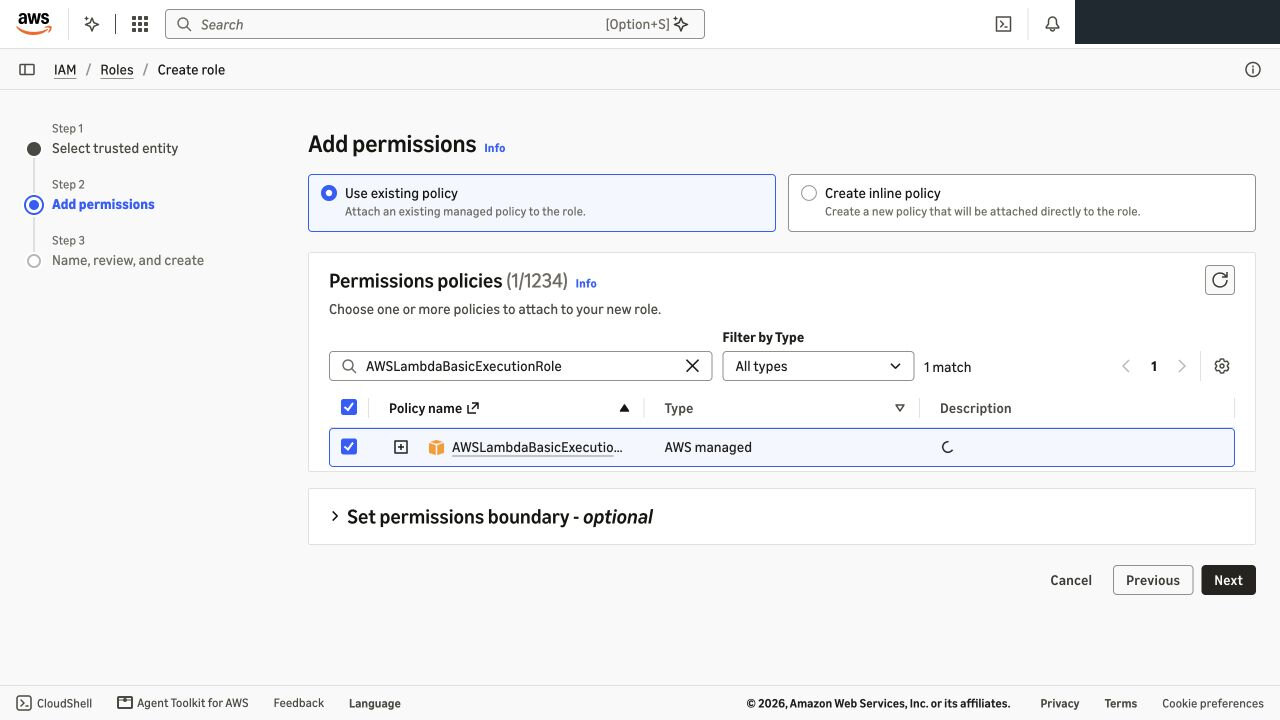 aws
Search
[Option+S]
IAM / Roles / Create role
Step 1
Select trusted entity
Step 2
Add permissions
Step 3
Name, review, and create
Add permissions Info
Use existing policy
Attach an existing managed policy to the role.
Create inline policy
Create a new policy that will be attached directly to the role.
Permissions policies (1/1234) Info
Choose one or more policies to attach to your new role.
Filter by Type
AWSLambdaBasicExecutionRole
All types
1 match
1
Policy name
Type
Description
AWSLambdaBasicExecutio...
AWS managed
Set permissions boundary - optional
Cancel
Previous
Next
CloudShell
Agent Toolkit for AWS
Feedback
Language
© 2026, Amazon Web Services, Inc. or its affiliates.
Privacy
Terms
Cookie preferences